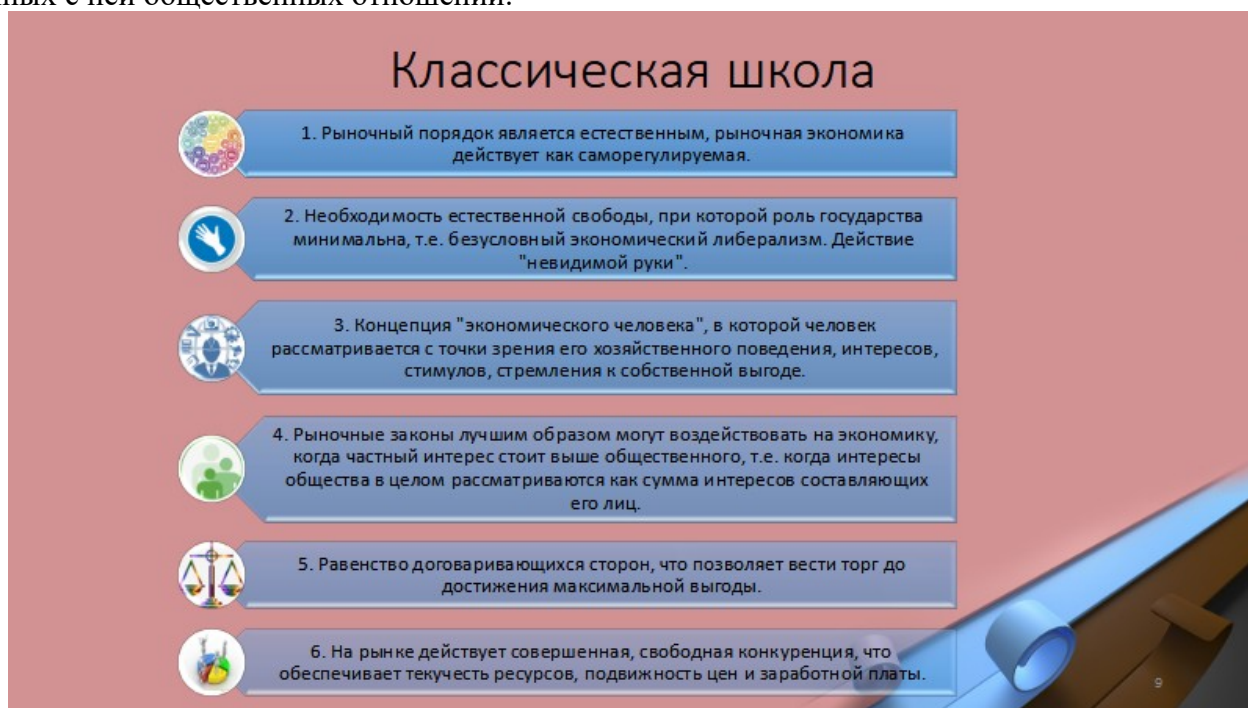 ных с ней общественных отношений.
Классическая школа
1. Рыночный порядок является естественным, рыночная экономика
действует как саморегулируемая.
2. Необходимость естественной свободы, при которой роль государства
минимальна, т.е. безусловный экономический либерализм. Действие
"невидимой руки".
3. Концепция "экономического человека", в которой человек
рассматривается с точки зрения его хозяйственного поведения, интересов,
стимулов, стремления к собственной выгоде.
4. Рыночные законы лучшим образом могут воздействовать на экономику,
когда частный интерес стоит выше общественного, т.е. когда интересы
общества в целом рассматриваются как сумма интересов составляющих
его лиц.
5. Равенство договаривающихся сторон, что позволяет вести торг до
достижения максимальной выгоды.
6. На рынке действует совершенная, свободная конкуренция, что
обеспечивает текучесть ресурсов, подвижность цен и заработной платы.
9